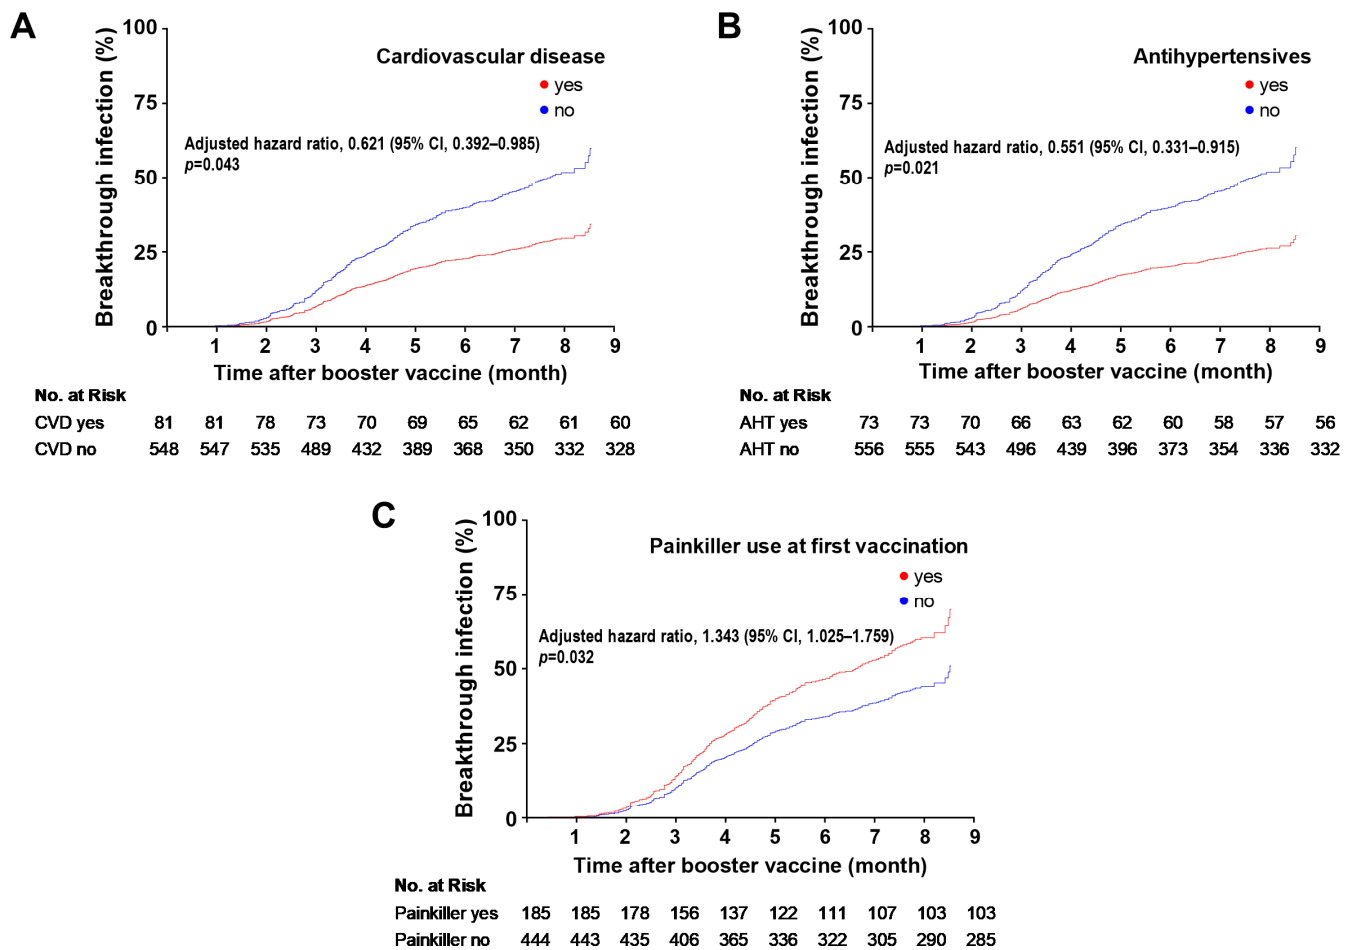 A
100
Cardiovascular disease
yes
75
no
Adjusted hazard ratio, 0.621 (95% CI, 0.392–0.985)
p=0.043
50
25
0
Breakthrough infection (%)
1 2 3 4 5 6 7 8 9
Time after booster vaccine (month)
No. at Risk
CVD yes 81 81 78 73 70 69 65 62 61 60
CVD no 548 547 535 489 432 389 368 350 332 328
B
100
Antihypertensives
yes
75
no
Adjusted hazard ratio, 0.551 (95% CI, 0.331–0.915)
p=0.021
50
25
0
Breakthrough infection (%)
1 2 3 4 5 6 7 8 9
Time after booster vaccine (month)
No. at Risk
AHT yes 73 73 70 66 63 62 60 58 57 56
AHT no 556 555 543 496 439 396 373 354 336 332
C
100
Painkiller use at first vaccination
yes
75
no
Adjusted hazard ratio, 1.343 (95% CI, 1.025–1.759)
p=0.032
50
25
0
Breakthrough infection (%)
1 2 3 4 5 6 7 8 9
Time after booster vaccine (month)
No. at Risk
Painkiller yes 185 185 178 156 137 122 111 107 103 103
Painkiller no 444 443 435 406 365 336 322 305 290 285